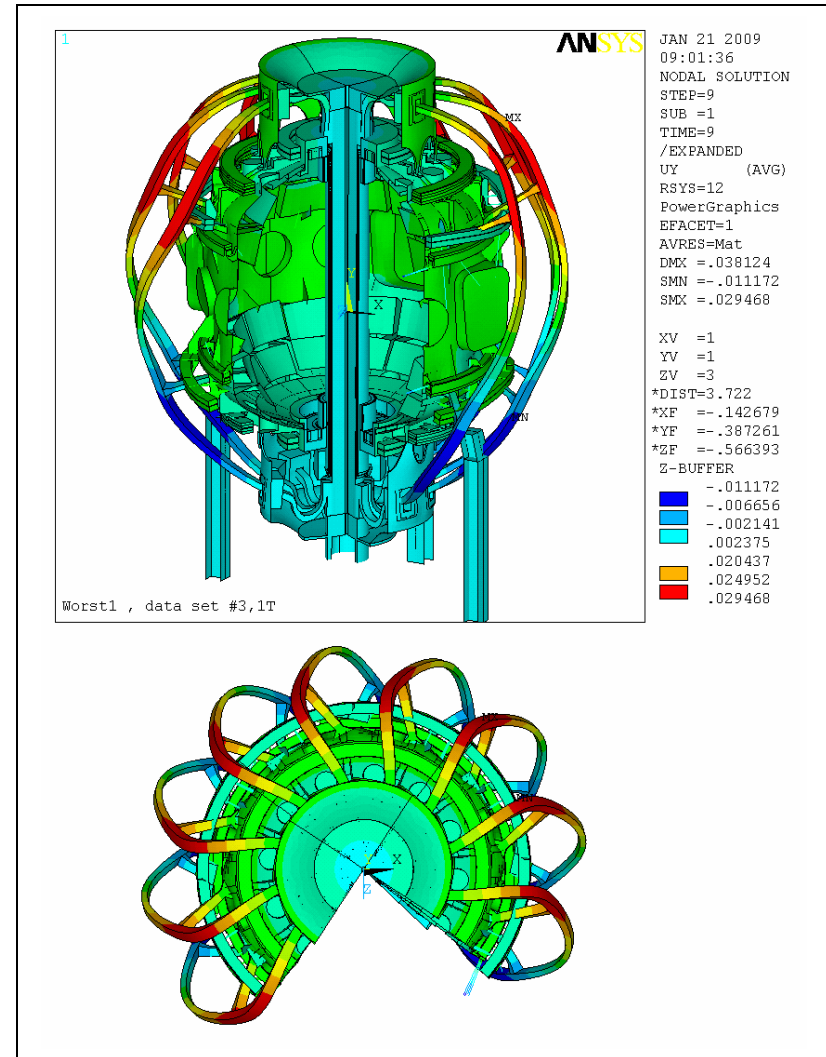 1
ANSYS
JAN 21 2009
09:01:36
NODAL SOLUTION
STEP=9
SUB =1
TIME=9
/EXPANDED
UY (AVG)
RSYS=12
PowerGraphics
EFACET=1
AVRES=Mat
DMX =.038124
SMN =-.011172
SMX =.029468
XV =1
YV =1
ZV =3
*DIST=3.722
*XF =-.142679
*YF =-.387261
*ZF =-.566393
Z-BUFFER
-.011172
-.006656
-.002141
.002375
.020437
.024952
.029468
MX
Y
X
Z
Worst1 , data set #3,1T
X
Z